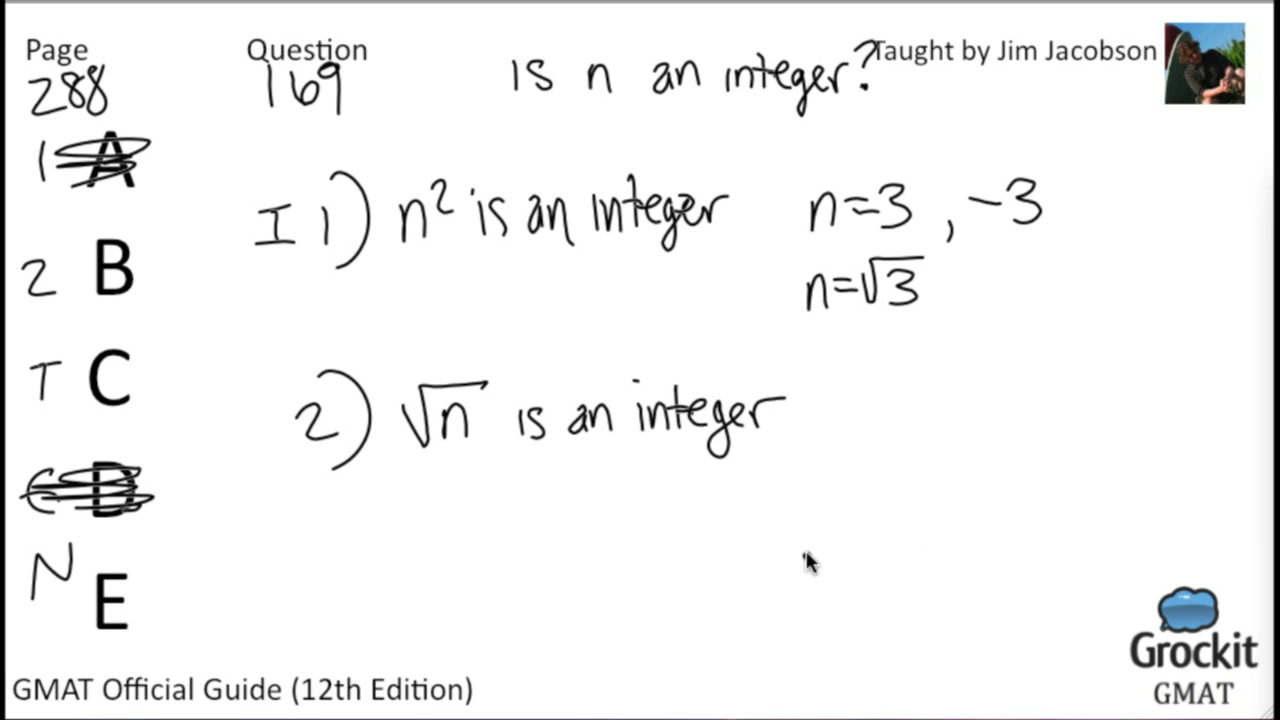 Page
Question
Taught by Jim Jacobson
288
169
is n an integer?
1 A
I 1) n² is an integer
n=3, -3
n=√3
2 B
T C
2) √n is an integer
E D
N E
GMAT Official Guide (12th Edition)
Grockit
GMAT